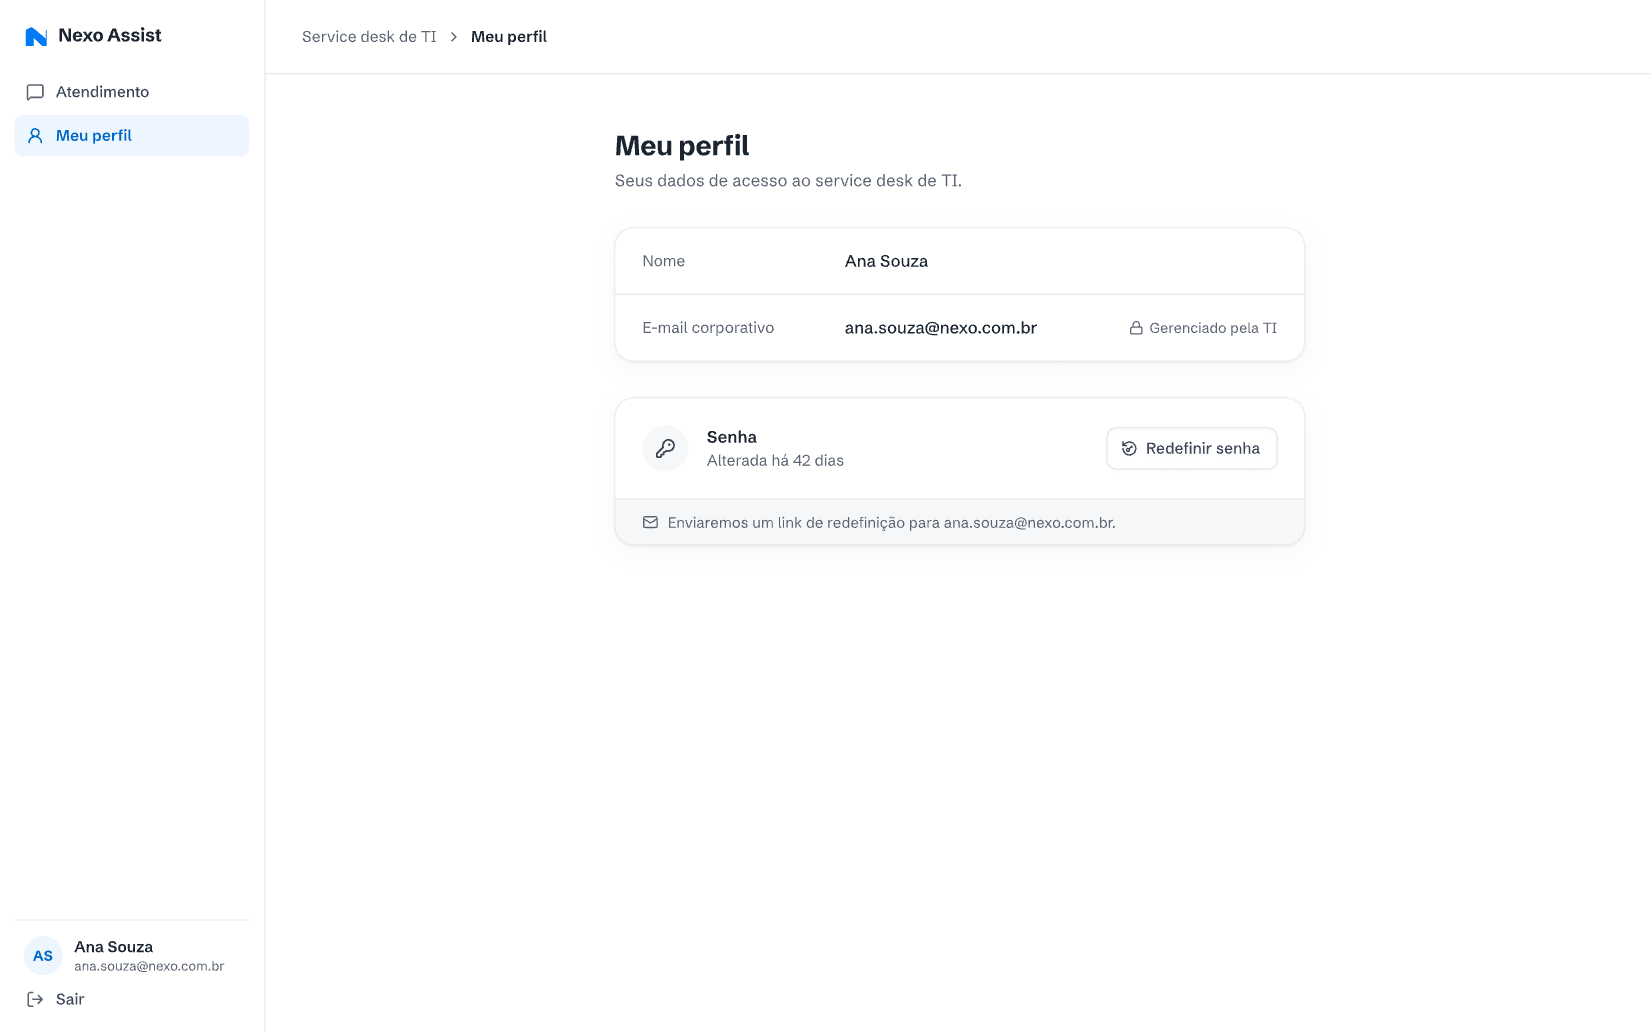 Nexo Assist
Atendimento
Meu perfil
Service desk de TI > Meu perfil
Meu perfil
Seus dados de acesso ao service desk de TI.
Nome Ana Souza
E-mail corporativo ana.souza@nexo.com.br Gerenciado pela TI
Senha
Alterada há 42 dias
Redefinir senha
Enviaremos um link de redefinição para ana.souza@nexo.com.br.
AS
Ana Souza
ana.souza@nexo.com.br
Sair